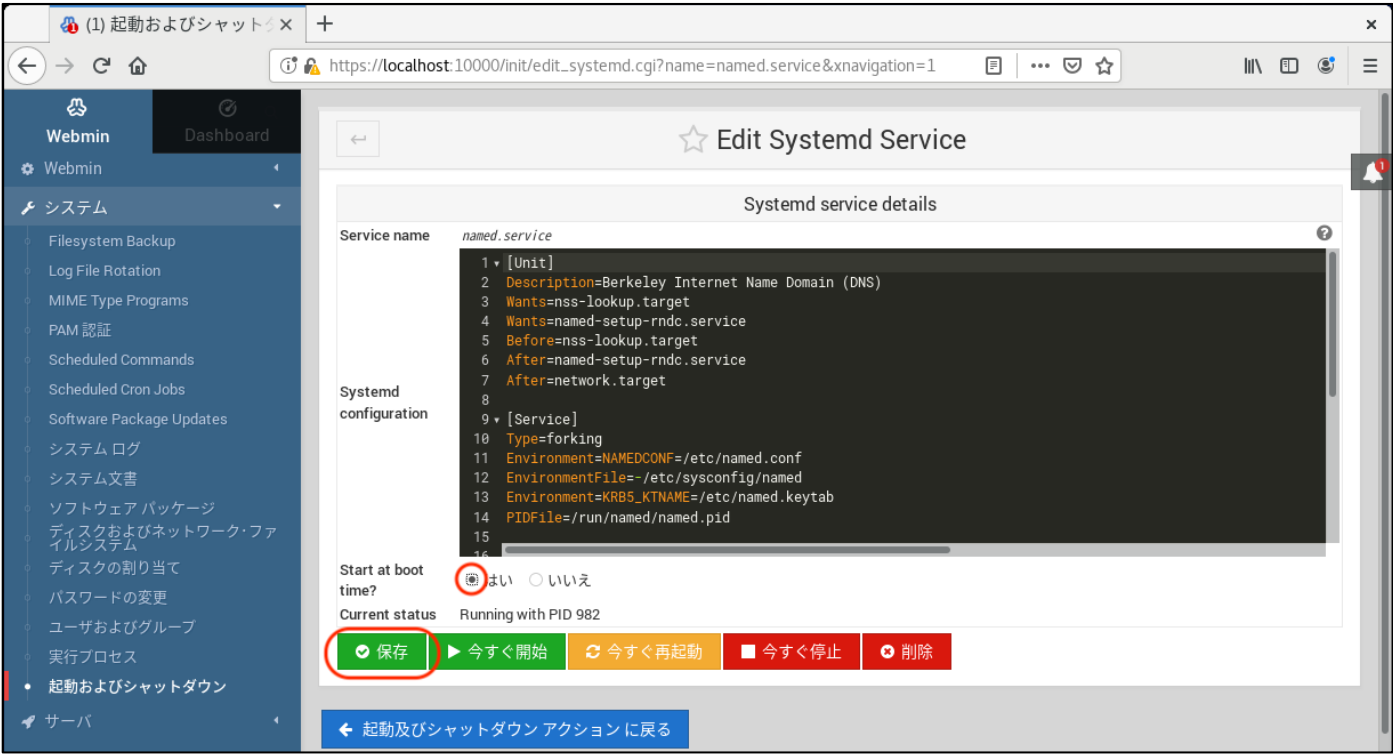 (1) 起動およびシャットダ
https://localhost:10000/init/edit_systemd.cgi?name=named.service&xnavigation=1
Webmin
Dashboard
Webmin
システム
Filesystem Backup
Log File Rotation
MIME Type Programs
PAM 認証
Scheduled Commands
Scheduled Cron Jobs
Software Package Updates
システム ログ
システム文書
ソフトウェア パッケージ
ディスクおよびネットワーク･ファ
イルシステム
ディスクの割り当て
パスワードの変更
ユーザおよびグループ
実行プロセス
起動およびシャットダウン
サーバ
Edit Systemd Service
1
Systemd service details
Service name named.service
Systemd
configuration
1 [Unit]
2 Description=Berkeley Internet Name Domain (DNS)
3 Wants=nss-lookup.target
4 Wants=named-setup-rndc.service
5 Before=nss-lookup.target
6 After=named-setup-rndc.service
7 After=network.target
8
9 [Service]
10 Type=forking
11 Environment=NAMEDCONF=/etc/named.conf
12 EnvironmentFile=-/etc/sysconfig/named
13 Environment=KRB5_KTNAME=/etc/named.keytab
14 PIDFile=/run/named/named.pid
15
16
Start at boot
time?
はい いいえ
Current status Running with PID 982
保存 今すぐ開始 今すぐ再起動 今すぐ停止 削除
起動及びシャットダウン アクション に戻る